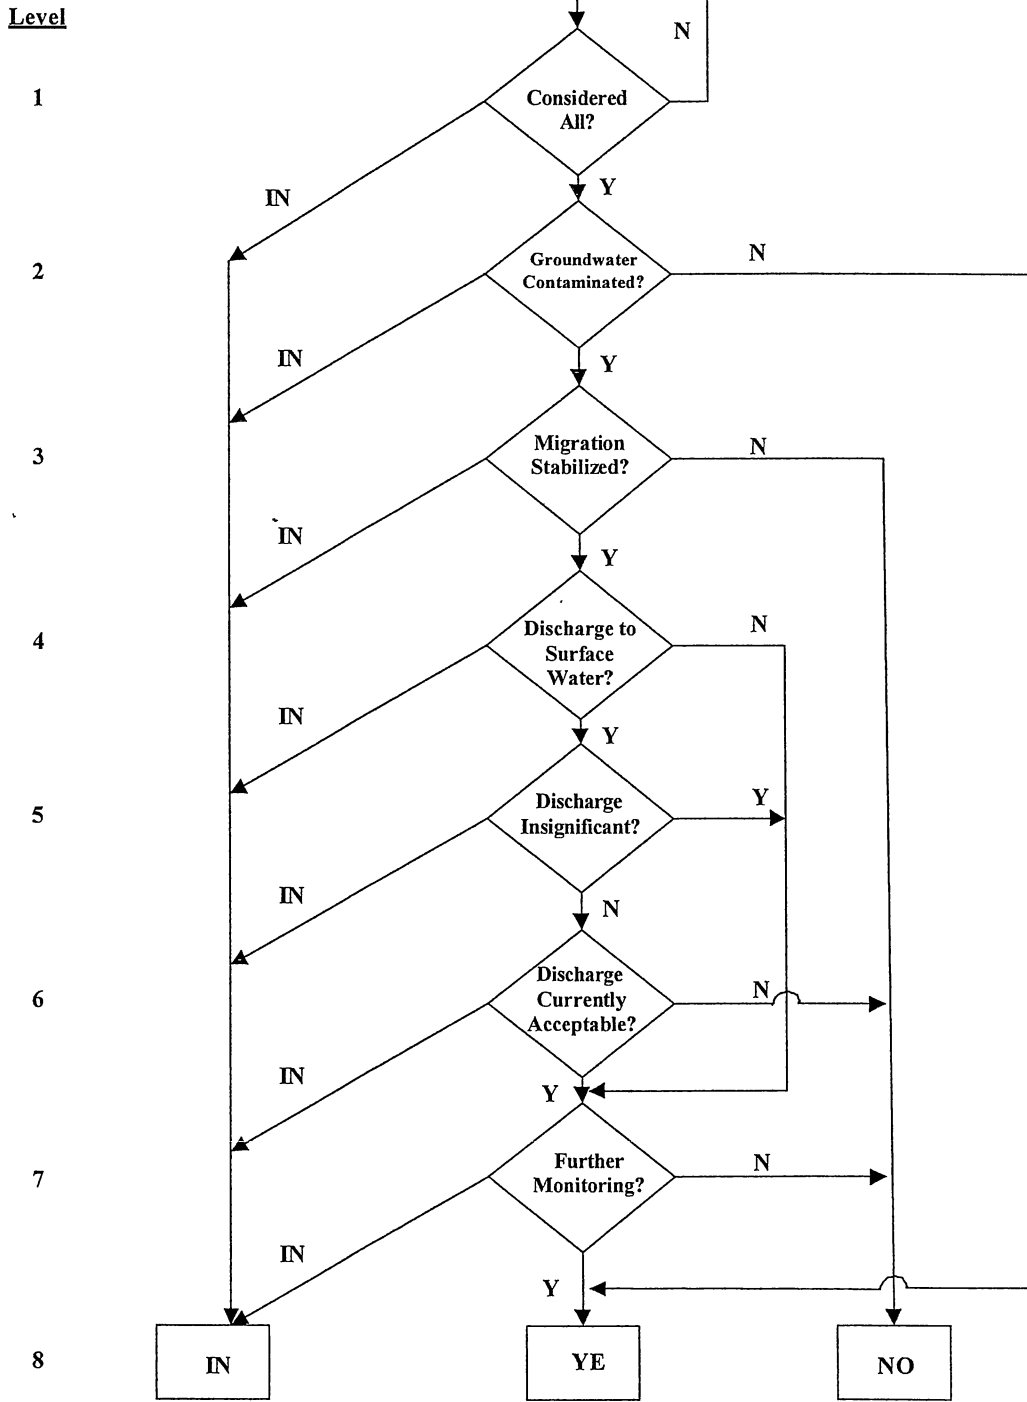 Level
N
1
Considered
All?
IN
Y
2
Groundwater
Contaminated?
N
IN
Y
3
Migration
Stabilized?
N
IN
Y
4
Discharge to
Surface
Water?
N
IN
Y
5
Discharge
Insignificant?
Y
IN
N
6
Discharge
Currently
Acceptable?
N
IN
Y
7
Further
Monitoring?
N
IN
Y
8
IN
YE
NO